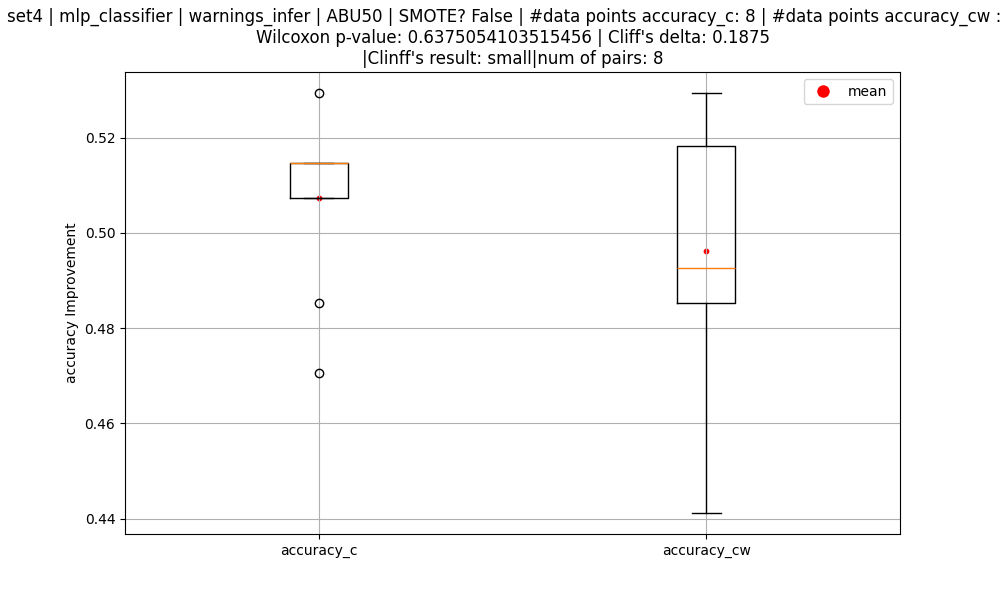 set4 | mlp_classifier | warnings_infer | ABU50 | SMOTE? False | #data points accuracy_c: 8 | #data points accuracy_cw :
Wilcoxon p-value: 0.6375054103515456 | Cliff's delta: 0.1875
|Clinff's result: small|num of pairs: 8
mean
0.52
0.50
0.48
0.46
0.44
accuracy Improvement
accuracy_c
accuracy_cw